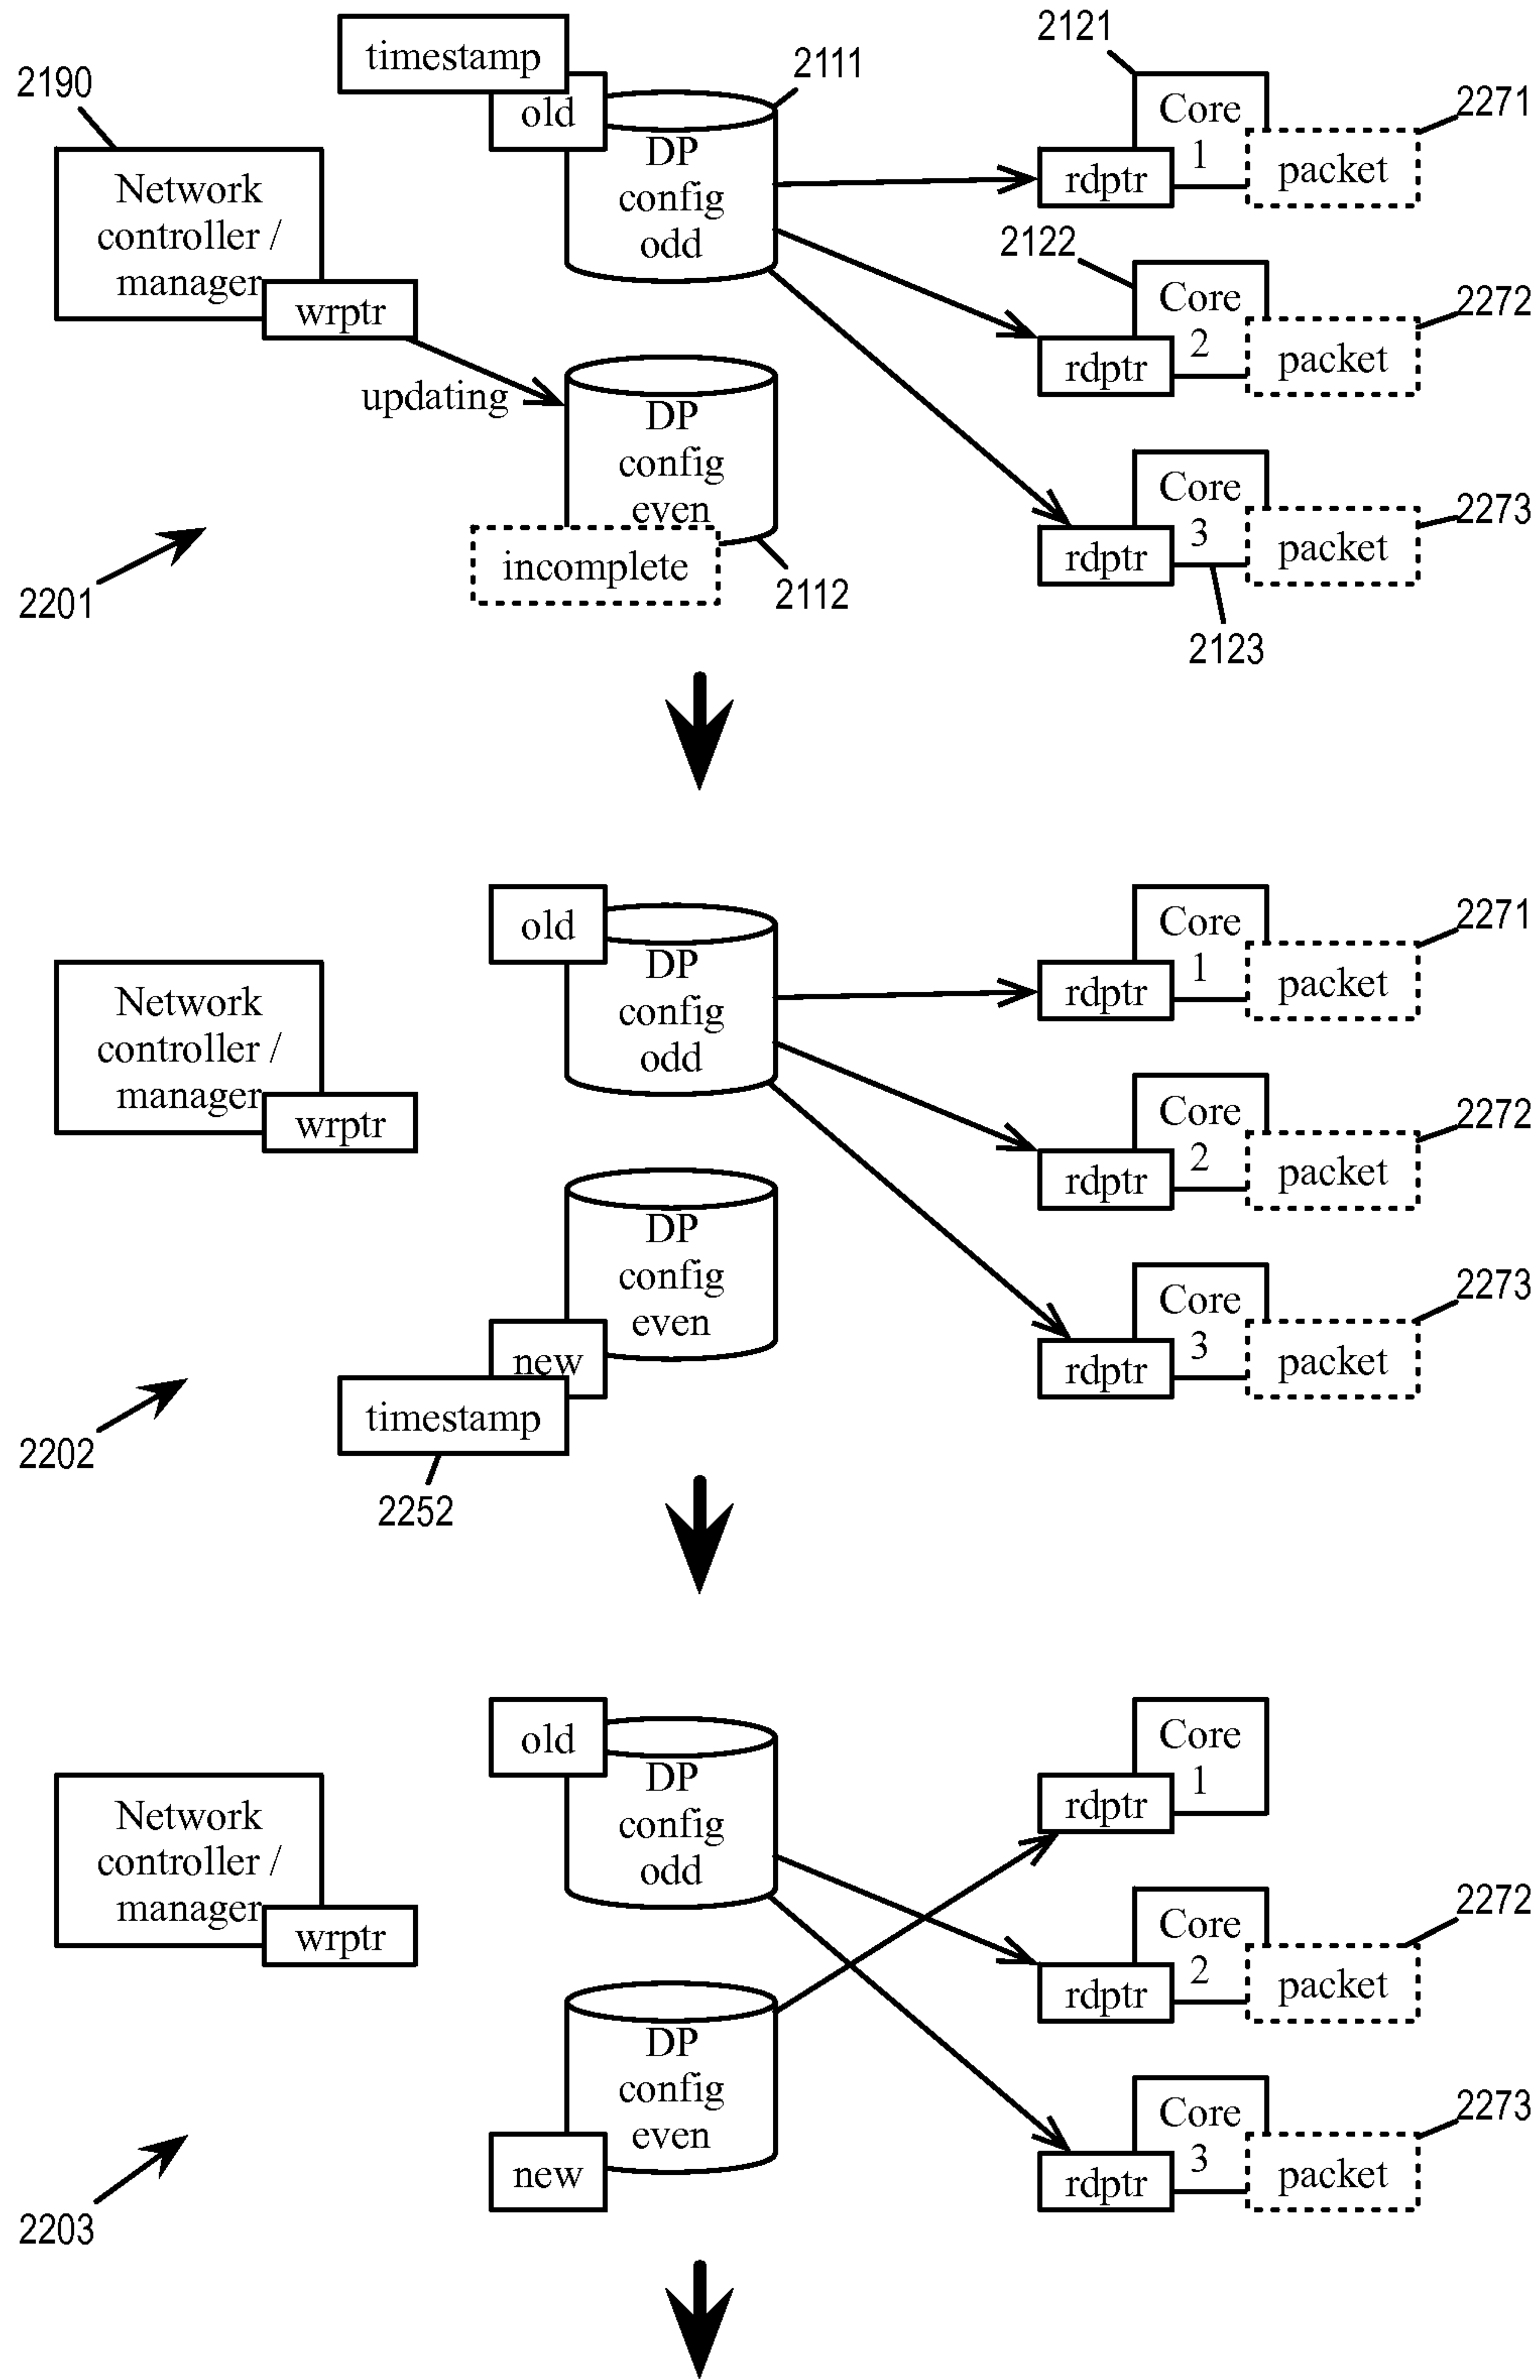 timestamp
old
2111
2190
DP
config
odd
2121
Core
1
rdptr
packet
2271
Network
controller /
manager
wrptr
2122
Core
2
rdptr
packet
2272
updating
DP
config
even
incomplete
2112
Core
3
rdptr
packet
2273
2123
2201
old
DP
config
odd
Core
1
rdptr
packet
2271
Network
controller /
manager
wrptr
Core
2
rdptr
packet
2272
DP
config
even
new
timestamp
2252
Core
3
rdptr
packet
2273
2202
old
DP
config
odd
Core
1
rdptr
Network
controller /
manager
wrptr
Core
2
rdptr
packet
2272
DP
config
even
new
Core
3
rdptr
packet
2273
2203